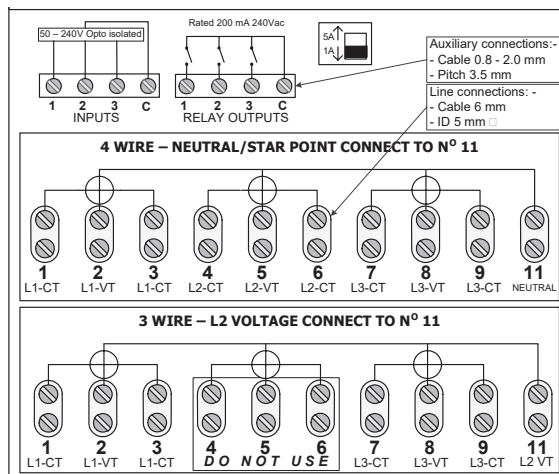 50 – 240V Opto isolated
1 2 3 C
INPUTS
Rated 200 mA 240Vac
1 2 3 C
RELAY OUTPUTS
5A
1A
Auxiliary connections:-
- Cable 0.8 - 2.0 mm
- Pitch 3.5 mm
Line connections: -
- Cable 6 mm
- ID 5 mm □
4 WIRE – NEUTRAL/STAR POINT CONNECT TO Nº 11
1 2 3 4 5 6 7 8 9 11
L1-CT L1-VT L1-CT L2-CT L2-VT L2-CT L3-CT L3-VT L3-CT NEUTRAL
3 WIRE – L2 VOLTAGE CONNECT TO Nº 11
1 2 3 4 5 6 7 8 9 11
L1-CT L1-VT L1-CT DO NOT USE L3-CT L3-VT L3-CT L2 VT